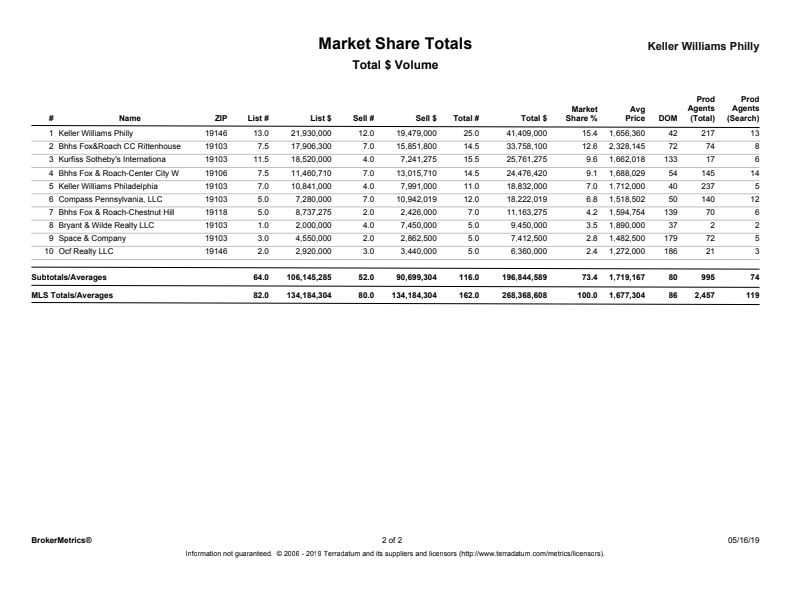 Market Share Totals
Keller Williams Philly
Total $ Volume
# Name ZIP List # List $ Sell # Sell $ Total # Total $ Market Share % Avg Price DOM Prod Agents (Total) Prod Agents (Search)
1 Keller Williams Philly 19146 13.0 21,930,000 12.0 19,479,000 25.0 41,409,000 15.4 1,656,360 42 217 13
2 Bhhs Fox&Roach CC Rittenhouse 19103 7.5 17,906,300 7.0 15,851,800 14.5 33,758,100 12.6 2,328,145 72 74 8
3 Kurfiss Sotheby's Internationa 19103 11.5 18,520,000 4.0 7,241,275 15.5 25,761,275 9.6 1,662,018 133 17 6
4 Bhhs Fox & Roach-Center City W 19106 7.5 11,460,710 7.0 13,015,710 14.5 24,476,420 9.1 1,688,029 54 145 14
5 Keller Williams Philadelphia 19103 7.0 10,841,000 4.0 7,991,000 11.0 18,832,000 7.0 1,712,000 40 237 5
6 Compass Pennsylvania, LLC 19103 5.0 7,280,000 7.0 10,942,019 12.0 18,222,019 6.8 1,518,502 50 140 12
7 Bhhs Fox & Roach-Chestnut Hill 19118 5.0 8,737,275 2.0 2,426,000 7.0 11,163,275 4.2 1,594,754 139 70 6
8 Bryant & Wilde Realty LLC 19103 1.0 2,000,000 4.0 7,450,000 5.0 9,450,000 3.5 1,890,000 37 2 2
9 Space & Company 19103 3.0 4,550,000 2.0 2,862,500 5.0 7,412,500 2.8 1,482,500 179 72 5
10 Ocf Realty LLC 19146 2.0 2,920,000 3.0 3,440,000 5.0 6,360,000 2.4 1,272,000 186 21 3
Subtotals/Averages 64.0 106,145,285 52.0 90,699,304 116.0 196,844,589 73.4 1,719,167 80 995 74
MLS Totals/Averages 82.0 134,184,304 80.0 134,184,304 162.0 268,368,608 100.0 1,677,304 86 2,457 119
BrokerMetrics® 2 of 2 05/16/19
Information not guaranteed. © 2006 - 2019 Terradatum and its suppliers and licensors (http://www.terradatum.com/metrics/licensors).